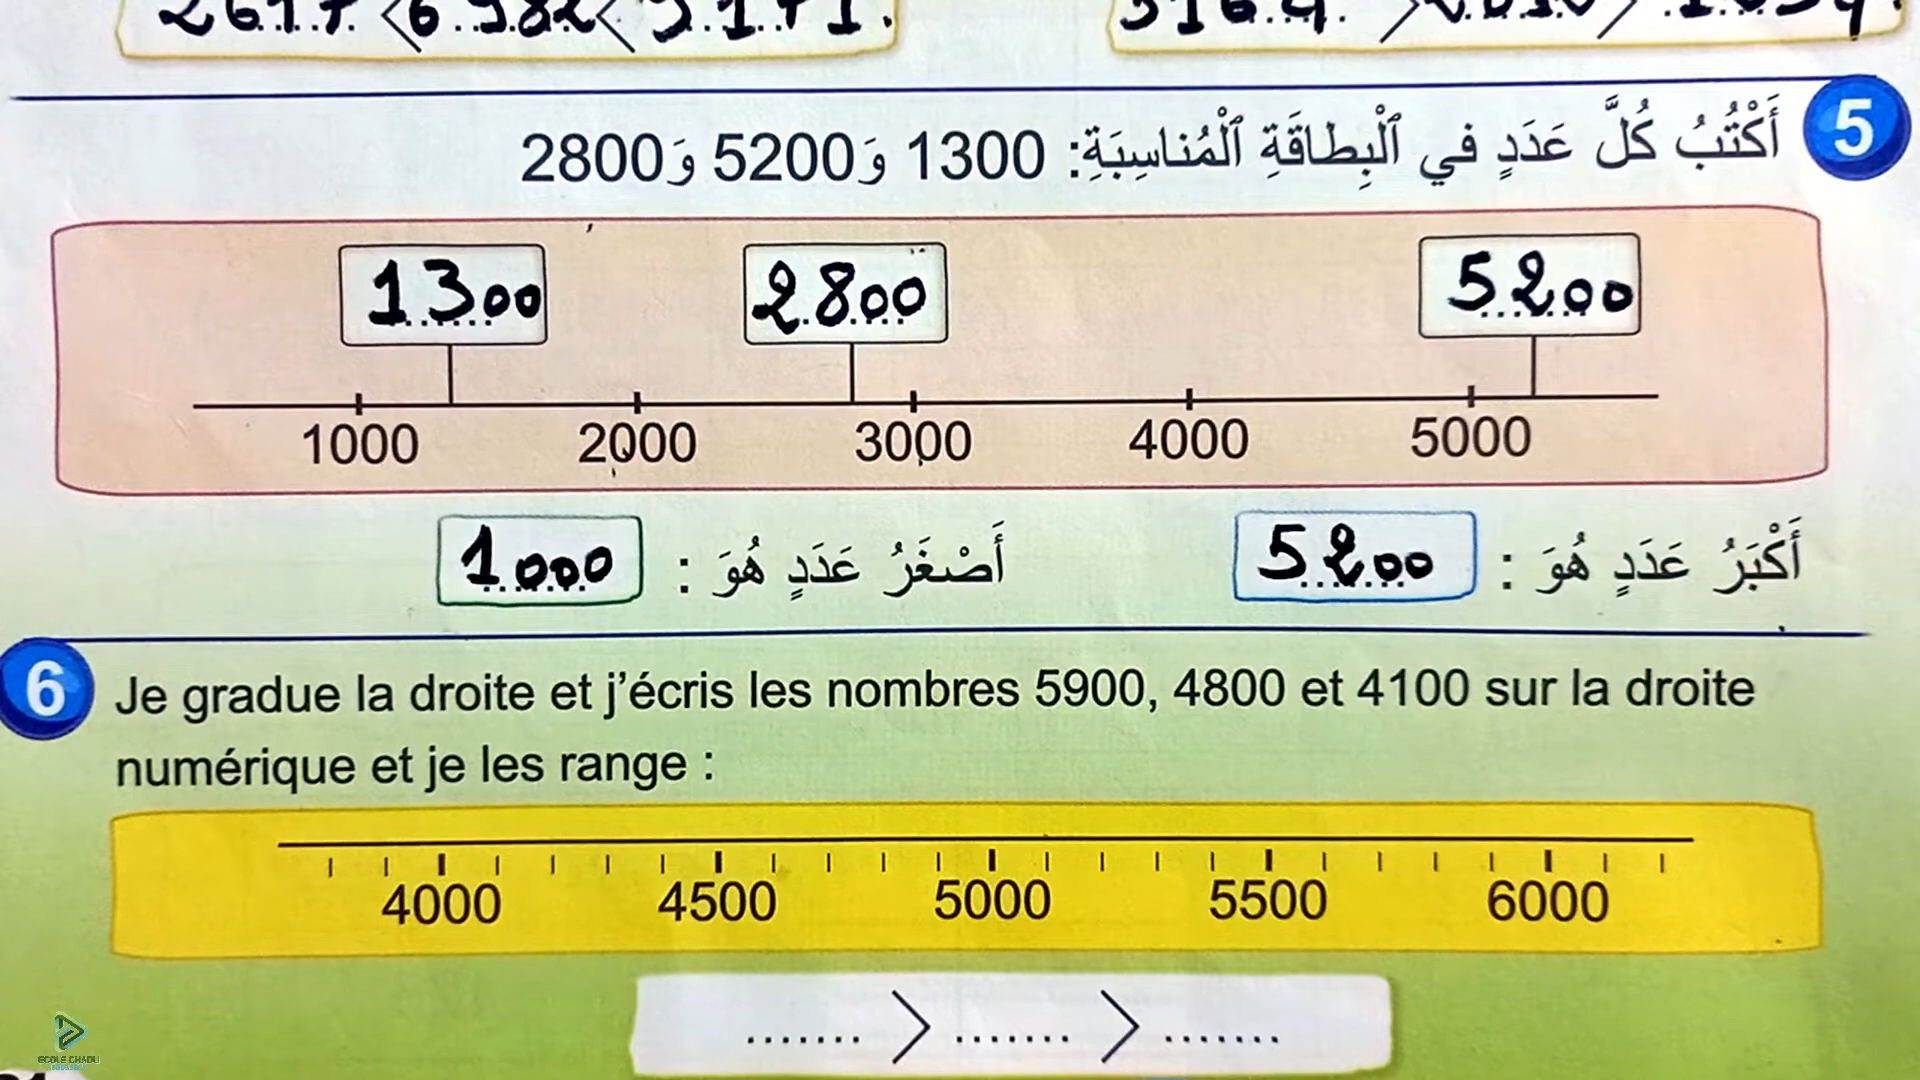 أَكْتُبُ كُلَّ عَدَدٍ في ٱلْبِطاقَةِ ٱلْمُناسِبَةِ: 1300 وَ5200 وَ2800
5
1300 2800 5200
1000 2000 3000 4000 5000
أَكْبَرُ عَدَدٍ هُوَ : 5200 أَصْغَرُ عَدَدٍ هُوَ : 1000
6 Je gradue la droite et j’écris les nombres 5900, 4800 et 4100 sur la droite
numérique et je les range :
4000 4500 5000 5500 6000
....... > ....... > .......
ECOLE CHADLI